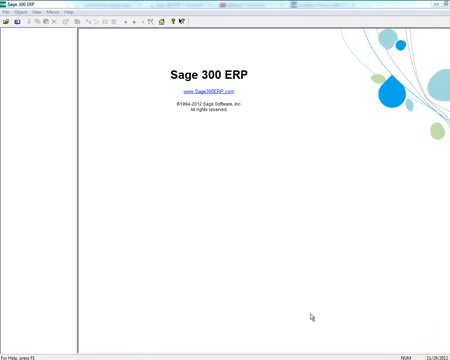 Sage 300 ERP
File Object View Macro Help
Sage 300 ERP
www.Sage300ERP.com
©1994-2012 Sage Software, Inc.
All rights reserved.
For Help, press F1
NUM
11/29/2012